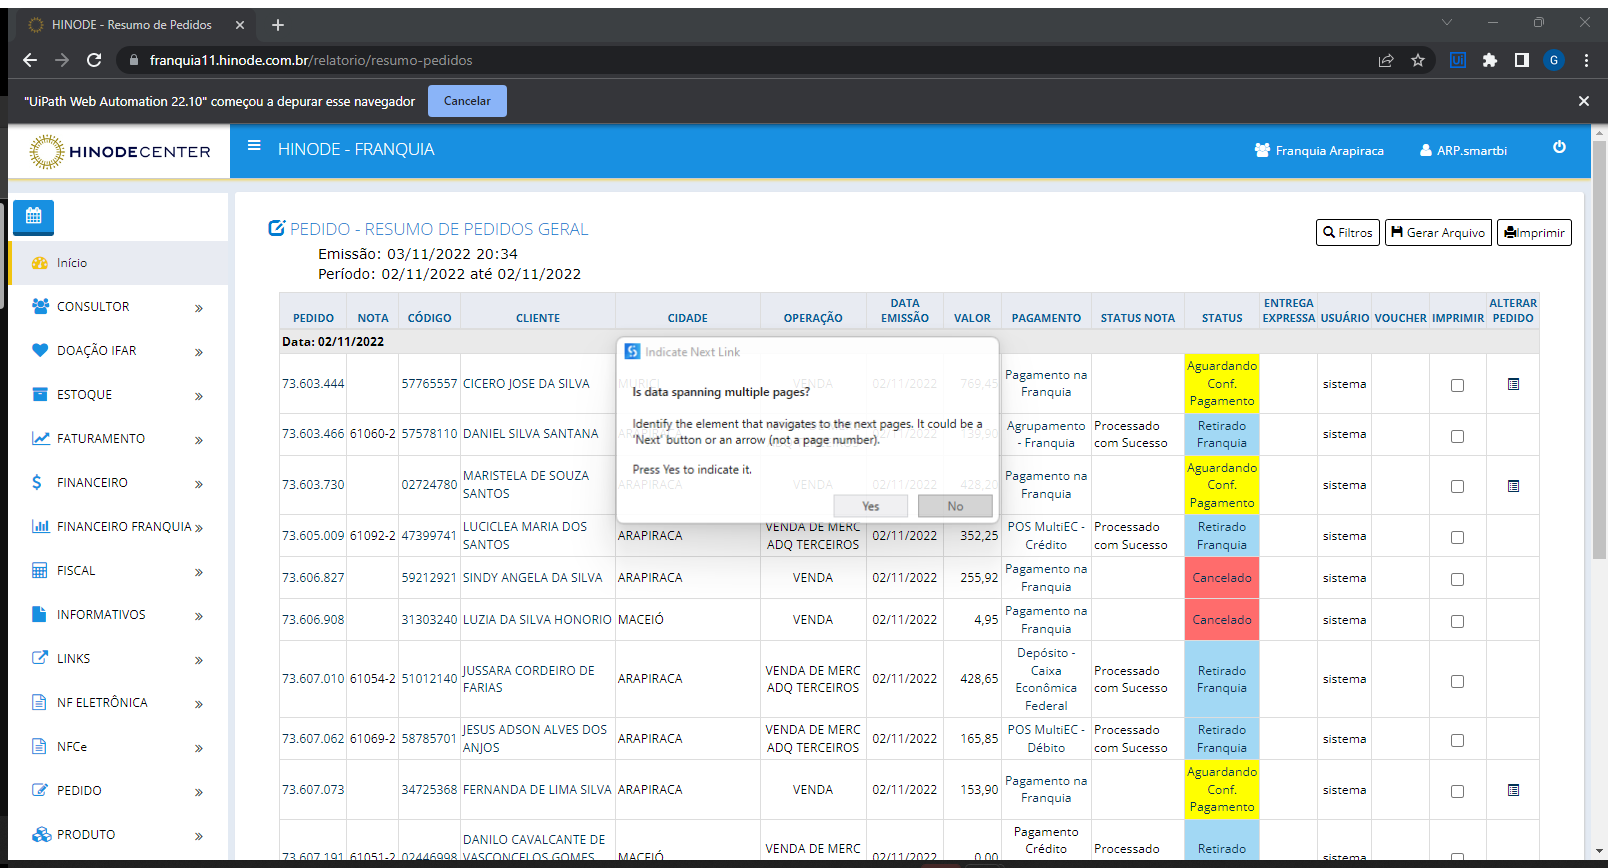 HINODE - Resumo de Pedidos
franquia11.hinode.com.br/relatorio/resumo-pedidos
Ui
G
"UiPath Web Automation 22.10" começou a depurar esse navegador
Cancelar
HINODECENTER
HINODE - FRANQUIA
Franquia Arapiraca
ARP.smartbi
Início
CONSULTOR
DOAÇÃO IFAR
ESTOQUE
FATURAMENTO
FINANCEIRO
FINANCEIRO FRANQUIA
FISCAL
INFORMATIVOS
LINKS
NF ELETRÔNICA
NFCe
PEDIDO
PRODUTO
PEDIDO - RESUMO DE PEDIDOS GERAL
Emissão: 03/11/2022 20:34
Período: 02/11/2022 até 02/11/2022
Filtros
Gerar Arquivo
Imprimir
PEDIDO NOTA CÓDIGO CLIENTE CIDADE OPERAÇÃO DATA EMISSÃO VALOR PAGAMENTO STATUS NOTA STATUS ENTREGA EXPRESSA USUÁRIO VOUCHER IMPRIMIR ALTERAR PEDIDO
Data: 02/11/2022
73.603.444 57765557 CICERO JOSE DA SILVA MURICI VENDA 02/11/2022 769,45 Pagamento na Franquia Aguardando Conf. Pagamento sistema
73.603.466 61060-2 57578110 DANIEL SILVA SANTANA 139,90 Agrupamento - Franquia Processado com Sucesso Retirado Franquia sistema
73.603.730 02724780 MARISTELA DE SOUZA SANTOS ARAPIRACA VENDA 02/11/2022 428,20 Pagamento na Franquia Aguardando Conf. Pagamento sistema
73.605.009 61092-2 47399741 LUCICLEA MARIA DOS SANTOS ARAPIRACA VENDA DE MERC ADQ TERCEIROS 02/11/2022 352,25 POS MultiEC - Crédito Processado com Sucesso Retirado Franquia sistema
73.606.827 59212921 SINDY ANGELA DA SILVA ARAPIRACA VENDA 02/11/2022 255,92 Pagamento na Franquia Cancelado sistema
73.606.908 31303240 LUZIA DA SILVA HONORIO MACEIÓ VENDA 02/11/2022 4,95 Pagamento na Franquia Cancelado sistema
73.607.010 61054-2 51012140 JUSSARA CORDEIRO DE FARIAS ARAPIRACA VENDA DE MERC ADQ TERCEIROS 02/11/2022 428,65 Depósito - Caixa Econômica Federal Processado com Sucesso Retirado Franquia sistema
73.607.062 61069-2 58785701 JESUS ADSON ALVES DOS ANJOS ARAPIRACA VENDA DE MERC ADQ TERCEIROS 02/11/2022 165,85 POS MultiEC - Débito Processado com Sucesso Retirado Franquia sistema
73.607.073 34725368 FERNANDA DE LIMA SILVA ARAPIRACA VENDA 02/11/2022 153,90 Pagamento na Franquia Aguardando Conf. Pagamento sistema
73.607.191 61051-2 02446998 DANILO CAVALCANTE DE VASCONCELOS GOMES MACEIÓ VENDA DE MERC 02/11/2022 0,00 Pagamento Crédito Processado Retirado sistema
Indicate Next Link
Is data spanning multiple pages?
Identify the element that navigates to the next pages. It could be a
'Next' button or an arrow (not a page number).
Press Yes to indicate it.
Yes
No